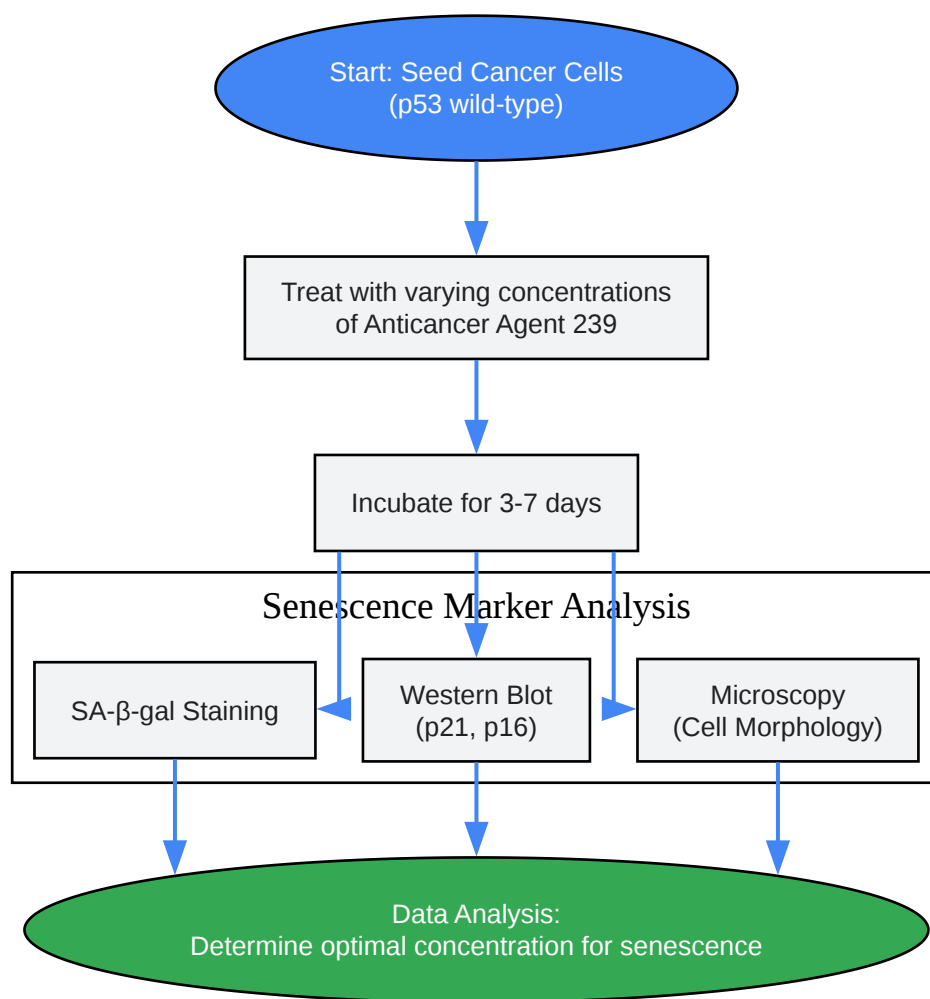 Start: Seed Cancer Cells
(p53 wild-type)
Treat with varying concentrations
of Anticancer Agent 239
Incubate for 3-7 days
Senescence Marker Analysis
SA-β-gal Staining
Western Blot
(p21, p16)
Microscopy
(Cell Morphology)
Data Analysis:
Determine optimal concentration for senescence